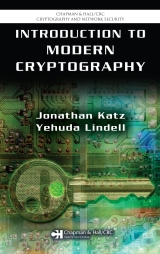 CHAPMAN & HALL/CRC
CRYPTOGRAPHY AND NETWORK SECURITY
INTRODUCTION TO
MODERN
CRYPTOGRAPHY
Jonathan Katz
Yehuda Lindell
Chapman & Hall/CRC